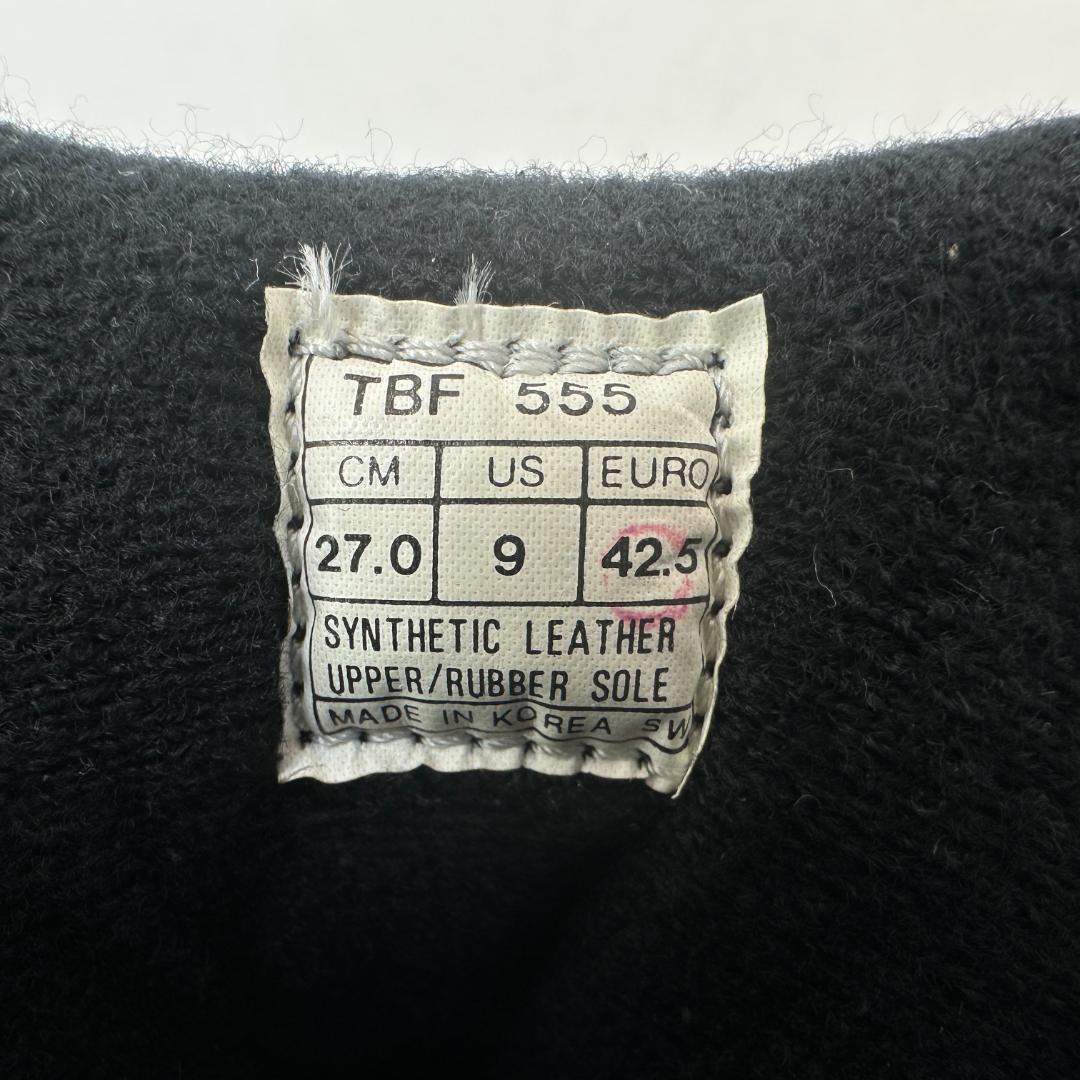 TBF 555
CM US EURO
27.0 9 42.5
SYNTHETIC LEATHER
UPPER/RUBBER SOLE
MADE IN KOREA SW